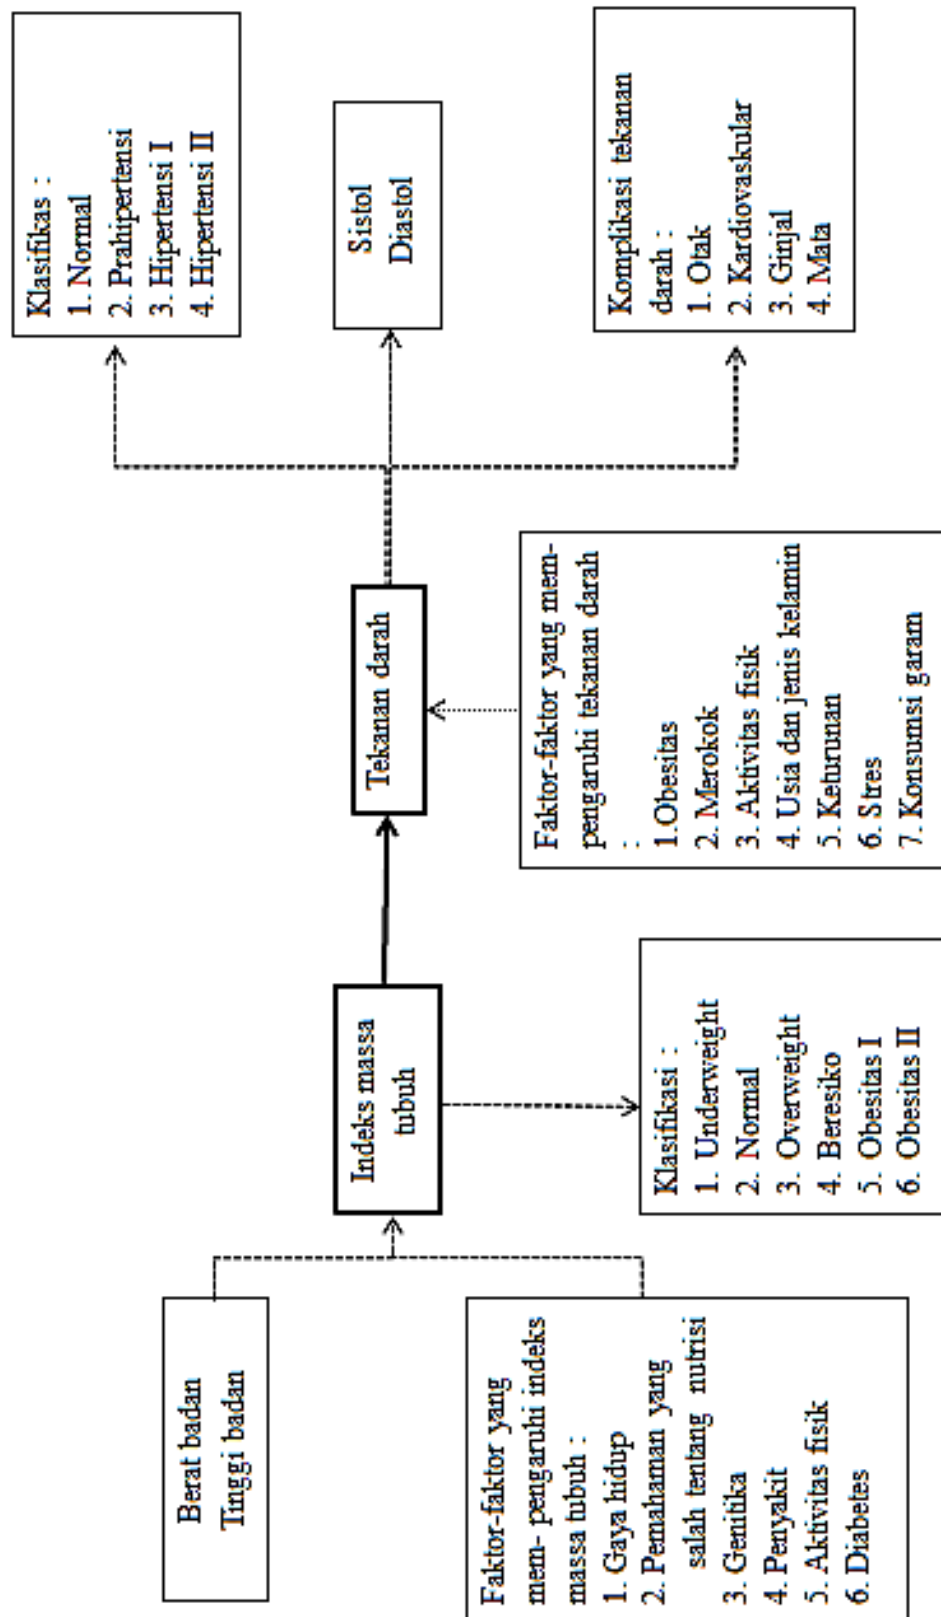 Berat badan
Tinggi badan
Faktor-faktor yang
mem- pengaruhi indeks
massa tubuh :
1. Gaya hidup
2. Pemahaman yang
salah tentang nutrisi
3. Genitika
4. Penyakit
5. Aktivitas fisik
6. Diabetes
Indeks massa
tubuh
Klasifikasi :
1. Underweight
2. Normal
3. Overweight
4. Beresiko
5. Obesitas I
6. Obesitas II
Tekanan darah
Faktor-faktor yang mem-
pengaruhi tekanan darah
:
1.Obesitas
2. Merokok
3. Aktivitas fisik
4. Usia dan jenis kelamin
5. Keturunan
6. Stres
7. Konsumsi garam
Klasifikas :
1. Normal
2. Prahipertensi
3. Hipertensi I
4. Hipertensi II
Sistol
Diastol
Komplikasi tekanan
darah :
1. Otak
2. Kardiovaskular
3. Ginjal
4. Mata